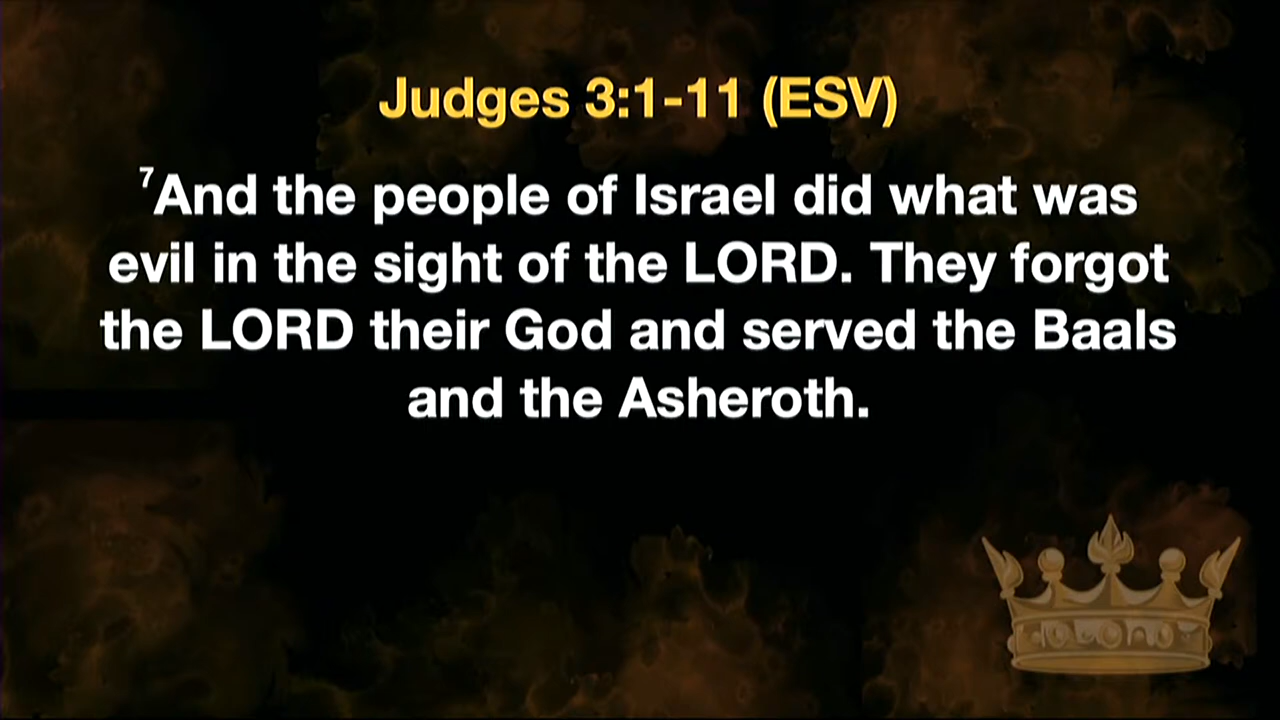 Judges 3:1-11 (ESV)
⁷And the people of Israel did what was
evil in the sight of the LORD. They forgot
the LORD their God and served the Baals
and the Asheroth.